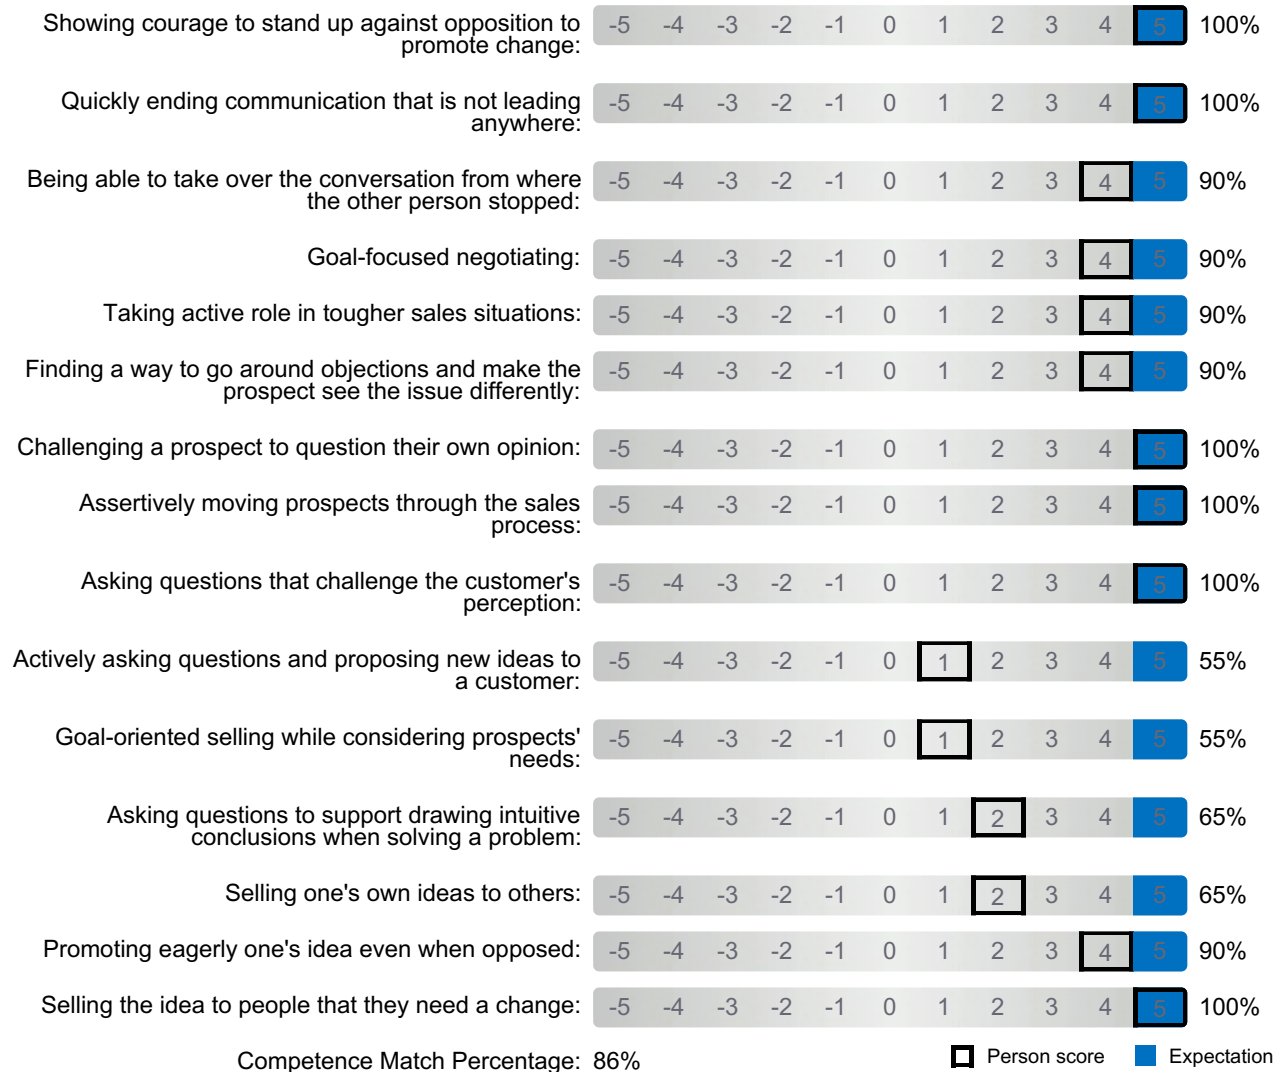 Showing courage to stand up against opposition to
promote change:
-5 -4 -3 -2 -1 0 1 2 3 4 5 100%
Quickly ending communication that is not leading
anywhere:
-5 -4 -3 -2 -1 0 1 2 3 4 5 100%
Being able to take over the conversation from where
the other person stopped:
-5 -4 -3 -2 -1 0 1 2 3 4 5 90%
Goal-focused negotiating: -5 -4 -3 -2 -1 0 1 2 3 4 5 90%
Taking active role in tougher sales situations: -5 -4 -3 -2 -1 0 1 2 3 4 5 90%
Finding a way to go around objections and make the
prospect see the issue differently:
-5 -4 -3 -2 -1 0 1 2 3 4 5 90%
Challenging a prospect to question their own opinion: -5 -4 -3 -2 -1 0 1 2 3 4 5 100%
Assertively moving prospects through the sales
process:
-5 -4 -3 -2 -1 0 1 2 3 4 5 100%
Asking questions that challenge the customer's
perception:
-5 -4 -3 -2 -1 0 1 2 3 4 5 100%
Actively asking questions and proposing new ideas to
a customer:
-5 -4 -3 -2 -1 0 1 2 3 4 5 55%
Goal-oriented selling while considering prospects'
needs:
-5 -4 -3 -2 -1 0 1 2 3 4 5 55%
Asking questions to support drawing intuitive
conclusions when solving a problem:
-5 -4 -3 -2 -1 0 1 2 3 4 5 65%
Selling one's own ideas to others: -5 -4 -3 -2 -1 0 1 2 3 4 5 65%
Promoting eagerly one's idea even when opposed: -5 -4 -3 -2 -1 0 1 2 3 4 5 90%
Selling the idea to people that they need a change: -5 -4 -3 -2 -1 0 1 2 3 4 5 100%
Competence Match Percentage: 86% Person score Expectation